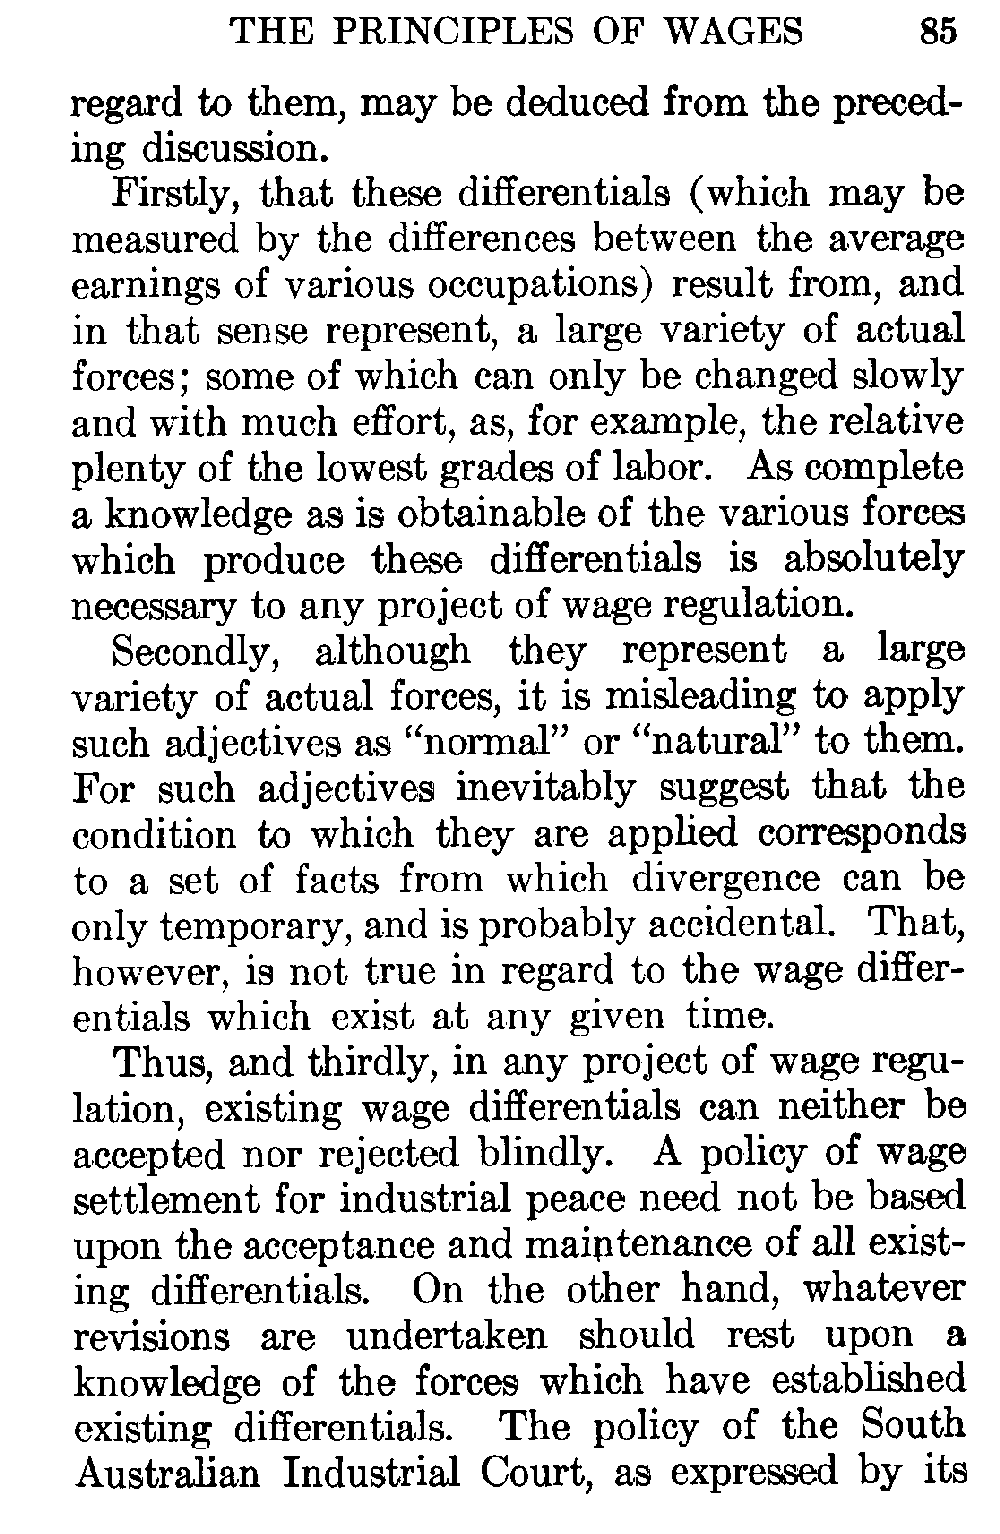 THE PRINCIPLES OF WAGES 85
regard to them, may be deduced from the preced-
ing discussion.
Firstly, that these differentials (which may be
measured by the differences between the average
earnings of various occupations) result from, and
in that sense represent, a large variety of actual
forces; some of which can only be changed slowly
and with much effort, as, for example, the relative
plenty of the lowest grades of labor. As complete
a knowledge as is obtainable of the various forces
which produce these differentials is absolutely
necessary to any project of wage regulation.
Secondly, although they represent a large
variety of actual forces, it is misleading to apply
such adjectives as “normal” or “natural” to them.
For such adjectives inevitably suggest that the
condition to which they are applied corresponds
to a set of facts from which divergence can be
only temporary, and is probably accidental. That,
however, is not true in regard to the wage differ-
entials which exist at any given time.
Thus, and thirdly, in any project of wage regu-
lation, existing wage differentials can neither be
accepted nor rejected blindly. A policy of wage
settlement for industrial peace need not be based
upon the acceptance and maintenance of all exist-
ing differentials. On the other hand, whatever
revisions are undertaken should rest upon a
knowledge of the forces which have established
existing differentials. The policy of the South
Australian Industrial Court, as expressed by its